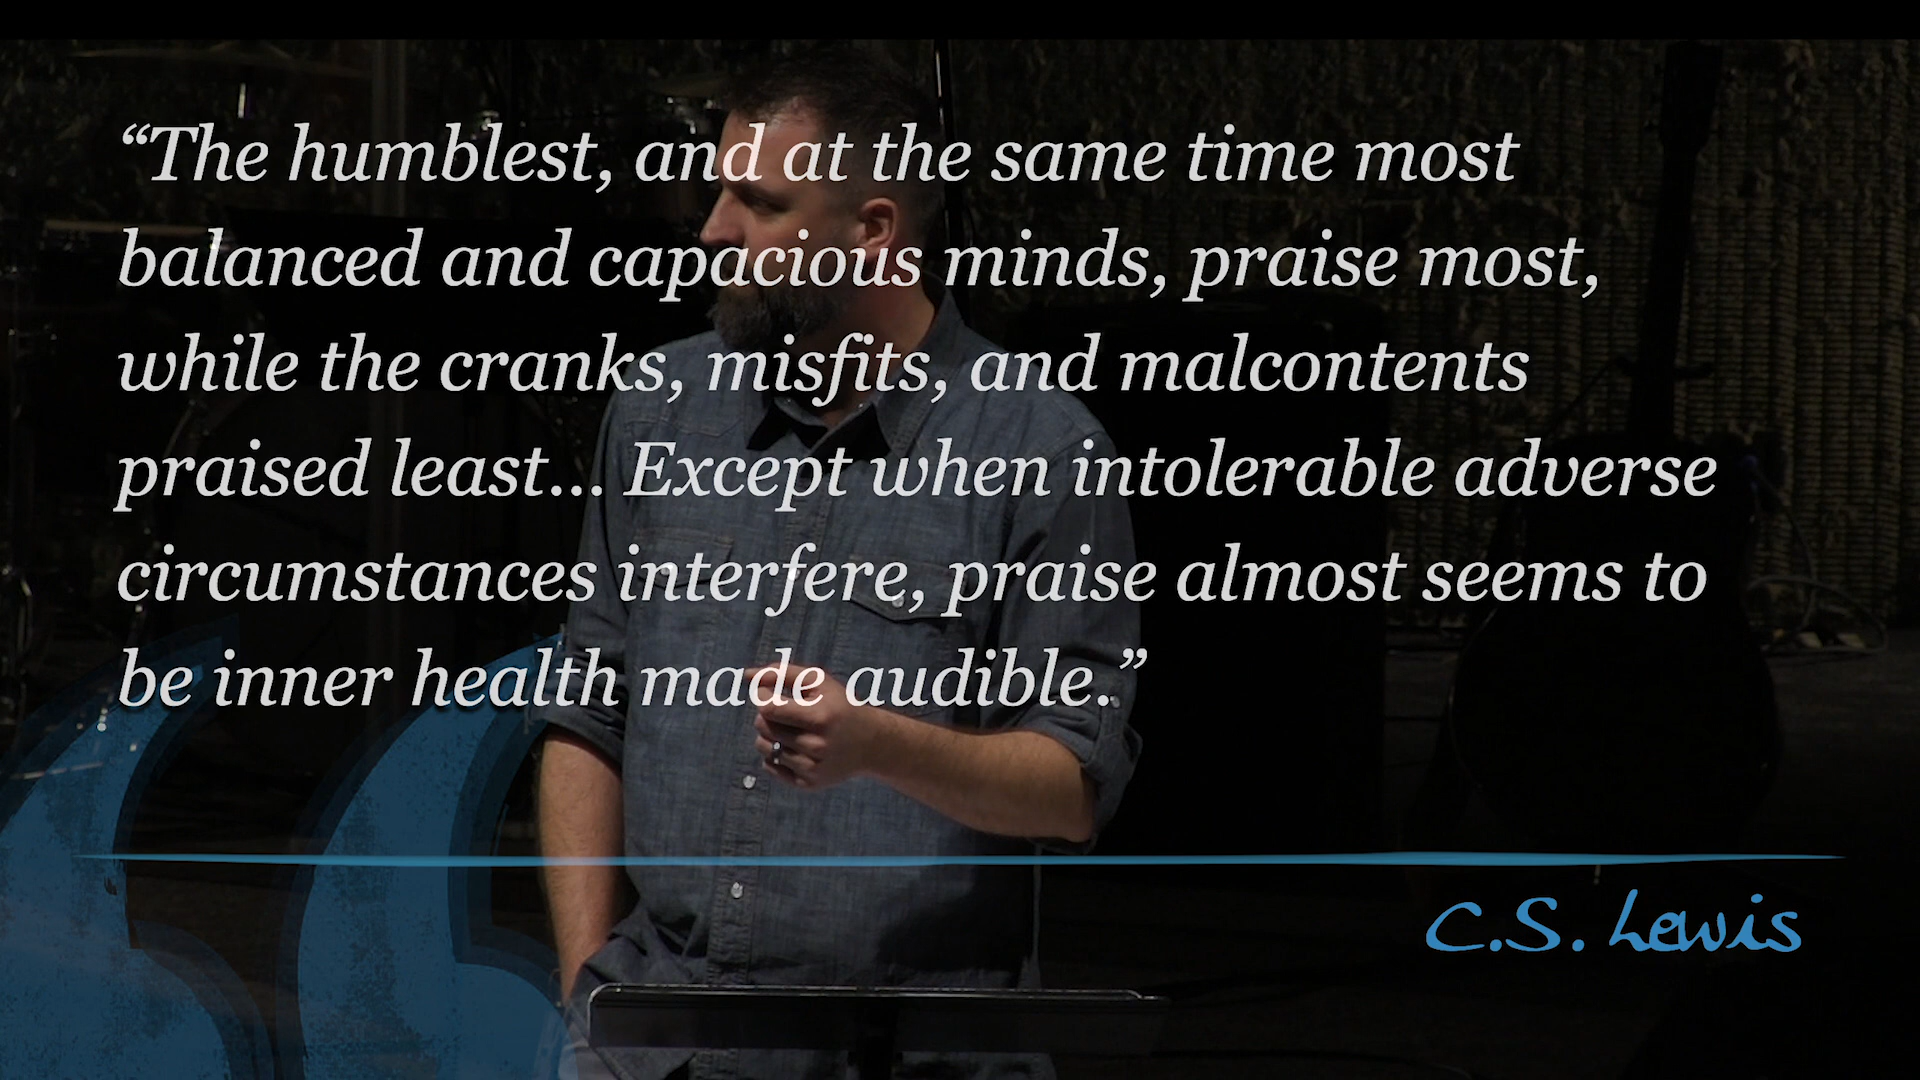 “The humblest, and at the same time most
balanced and capacious minds, praise most,
while the cranks, misfits, and malcontents
praised least... Except when intolerable adverse
circumstances interfere, praise almost seems to
be inner health made audible.”
C.S. Lewis